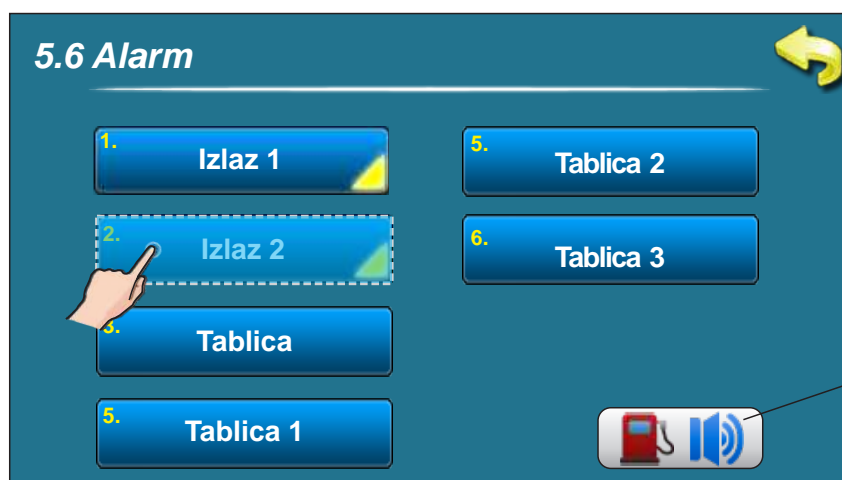 5.6 Alarm
1. Izlaz 1
2. Izlaz 2
3. Tablica
5. Tablica 1
5. Tablica 2
6. Tablica 3